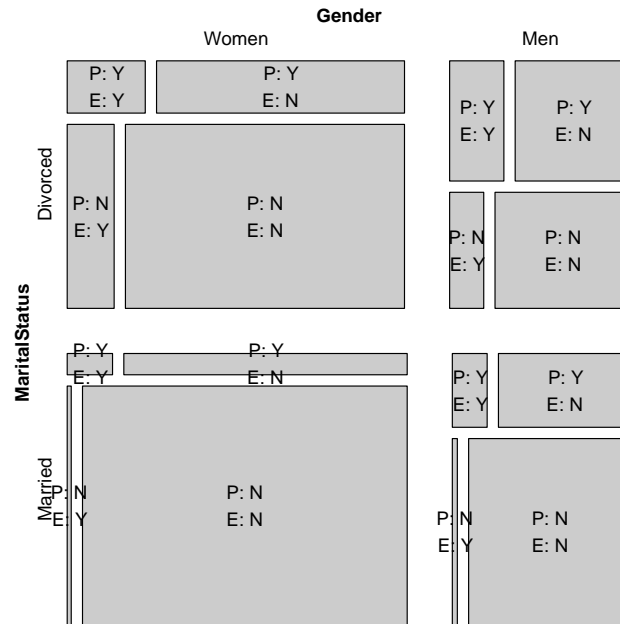 Gender
Women Men
MaritalStatus
Divorced
P: Y
E: Y
P: Y
E: N
P: Y
E: Y
P: Y
E: N
P: N
E: Y
P: N
E: N
P: N
E: Y
P: N
E: N
Married
P: Y
E: Y
P: Y
E: N
P: Y
E: Y
P: Y
E: N
P: N
E: Y
P: N
E: N
P: N
E: Y
P: N
E: N